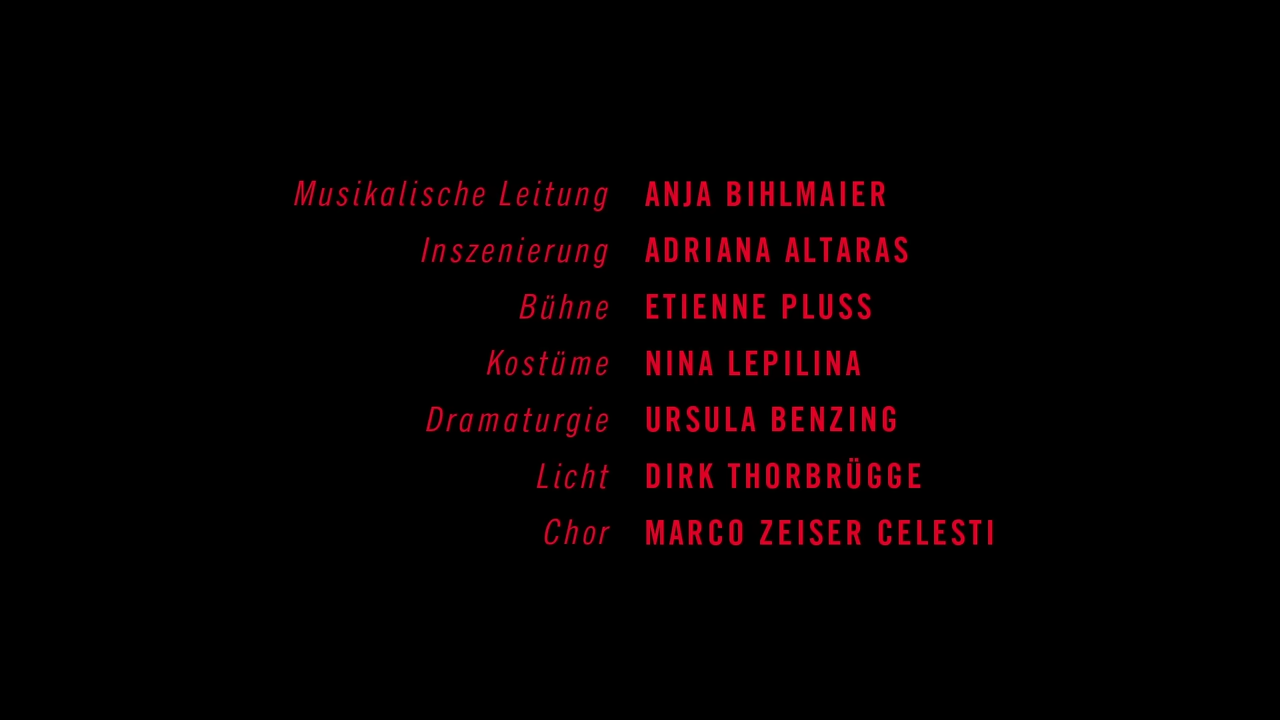 Musikalische Leitung ANJA BIHLMAIER
Inszenierung ADRIANA ALTARAS
Bühne ETIENNE PLUSS
Kostüme NINA LEPILINA
Dramaturgie URSULA BENZING
Licht DIRK THORBRÜGGE
Chor MARCO ZEISER CELESTI